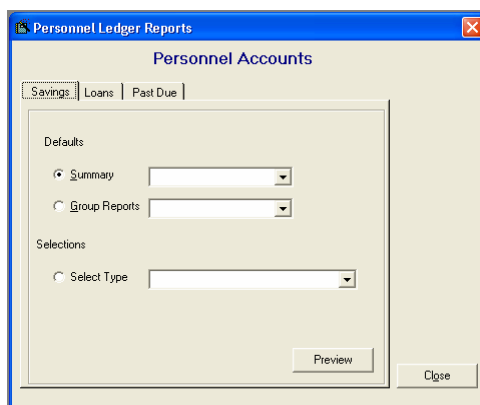 Personnel Ledger Reports
Personnel Accounts
Savings Loans Past Due
Defaults
Summary
Group Reports
Selections
Select Type
Preview
Close